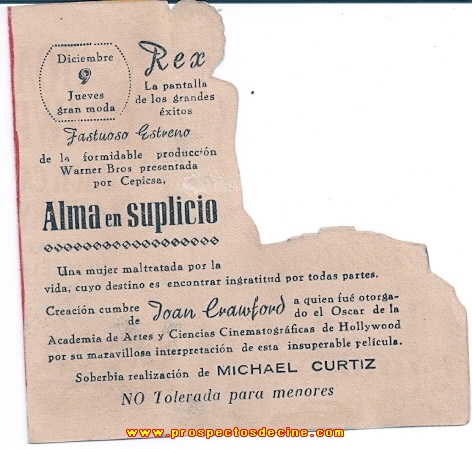 Diciembre
9
Jueves
gran moda
Rex
La pantalla
de los grandes
éxitos
Fastuoso Estreno
de la formidable producción
Warner Bros presentada
por Cepicsa,
Alma en suplicio
Una mujer maltratada por la
vida, cuyo destino es encontrar ingratitud por todas partes.
Creación cumbre de Joan Crawford a quien fué otorga-
do el Oscar de la
Academia de Artes y Ciencias Cinematográficas de Hollywood
por su maravillosa interpretación de esta insuperable película.
Soberbia realización de MICHAEL CURTIZ
NO Tolerada para menores
www.prospectosdecine.com